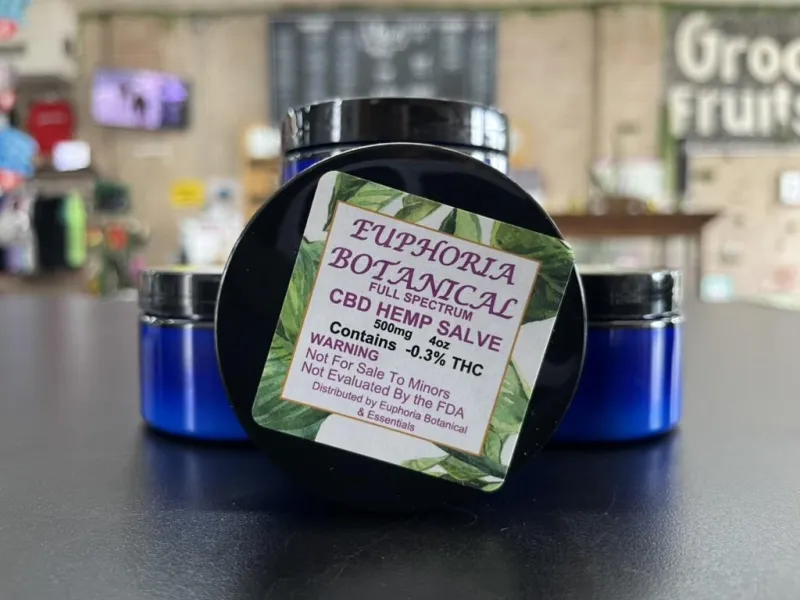 EUPHORIA
BOTANICAL
FULL SPECTRUM
CBD HEMP SALVE
500mg 4oz
Contains -0.3% THC
WARNING
Not For Sale To Minors
Not Evaluated By the FDA
Distributed by Euphoria Botanical
& Essentials
Groc
Fruits